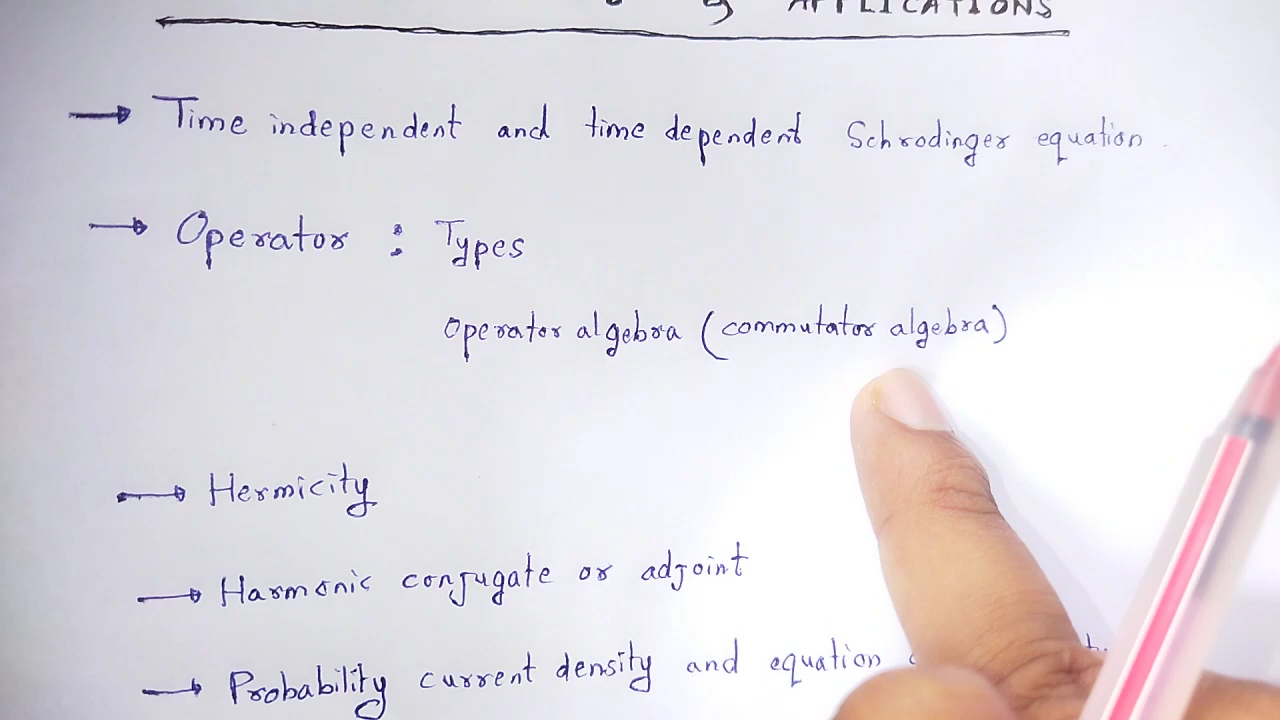 APPLICATIONS
→ Time independent and time dependent Schrodinger equation.
→ Operator : Types
Operator algebra (commutator algebra)
→ Hermicity
→ Harmonic conjugate or adjoint
→ Probability current density and equation